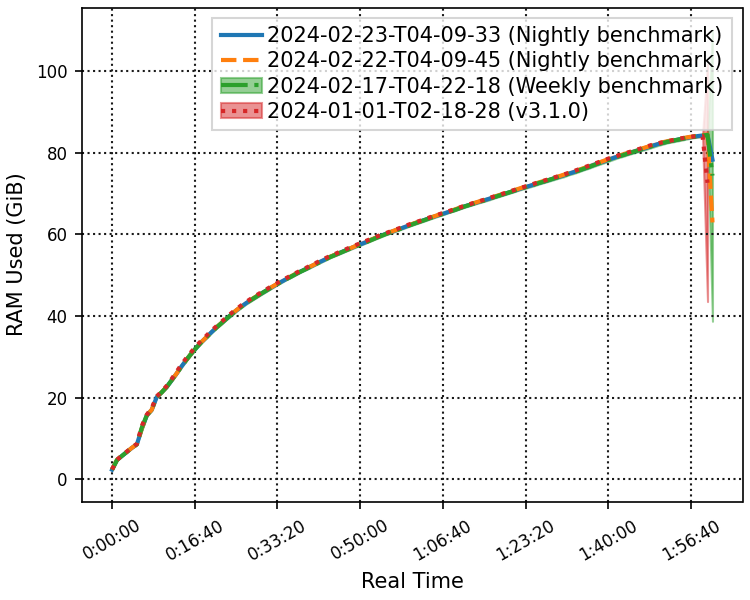 2024-02-23-T04-09-33 (Nightly benchmark)
2024-02-22-T04-09-45 (Nightly benchmark)
2024-02-17-T04-22-18 (Weekly benchmark)
2024-01-01-T02-18-28 (v3.1.0)
100
80
60
40
20
0
RAM Used (GiB)
0:00:00
0:16:40
0:33:20
0:50:00
1:06:40
1:23:20
1:40:00
1:56:40
Real Time